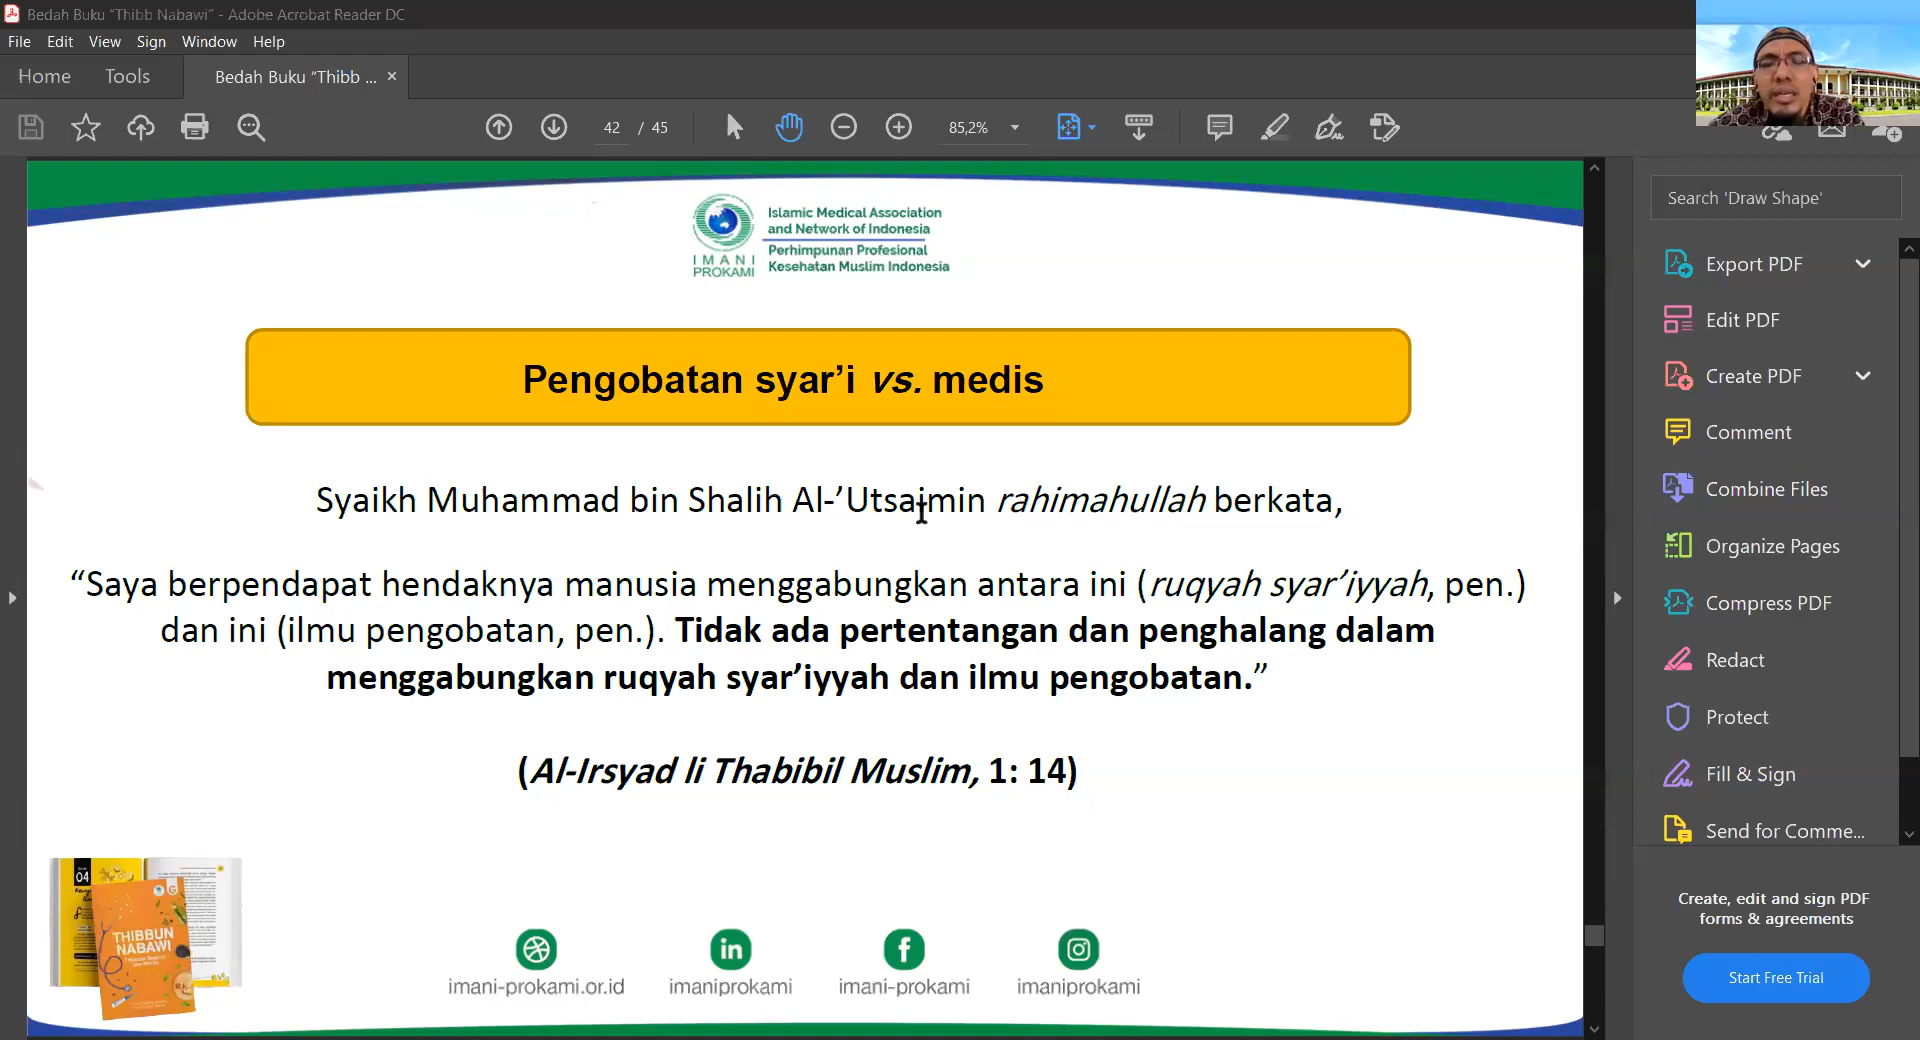 Bedah Buku “Thibb Nabawi” - Adobe Acrobat Reader DC
File Edit View Sign Window Help
Home Tools Bedah Buku “Thibb ... ×
42 / 45 85,2%
Search 'Draw Shape'
Islamic Medical Association
and Network of Indonesia
Perhimpunan Profesional
Kesehatan Muslim Indonesia
IMANI
PROKAMI
Pengobatan syar’i vs. medis
Syaikh Muhammad bin Shalih Al-’Utsaimin rahimahullah berkata,
“Saya berpendapat hendaknya manusia menggabungkan antara ini (ruqyah syar’iyyah, pen.)
dan ini (ilmu pengobatan, pen.). Tidak ada pertentangan dan penghalang dalam
menggabungkan ruqyah syar’iyyah dan ilmu pengobatan.”
(Al-Irsyad li Thabibil Muslim, 1: 14)
04
THIBBUN
NABAWI
imani-prokami.or.id imaniprokami imani-prokami imaniprokami
Export PDF
Edit PDF
Create PDF
Comment
Combine Files
Organize Pages
Compress PDF
Redact
Protect
Fill & Sign
Send for Comme...
Create, edit and sign PDF
forms & agreements
Start Free Trial